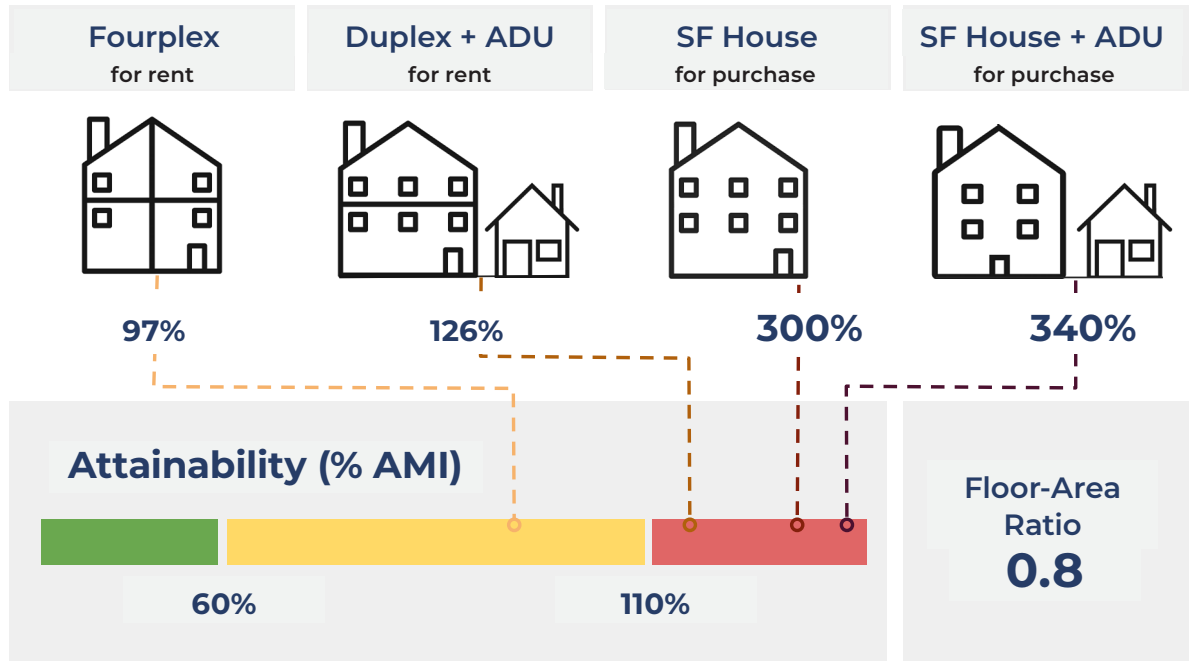 Fourplex
for rent
Duplex + ADU
for rent
SF House
for purchase
SF House + ADU
for purchase
97%
126%
300%
340%
Attainability (% AMI)
60%
110%
Floor-Area
Ratio
0.8